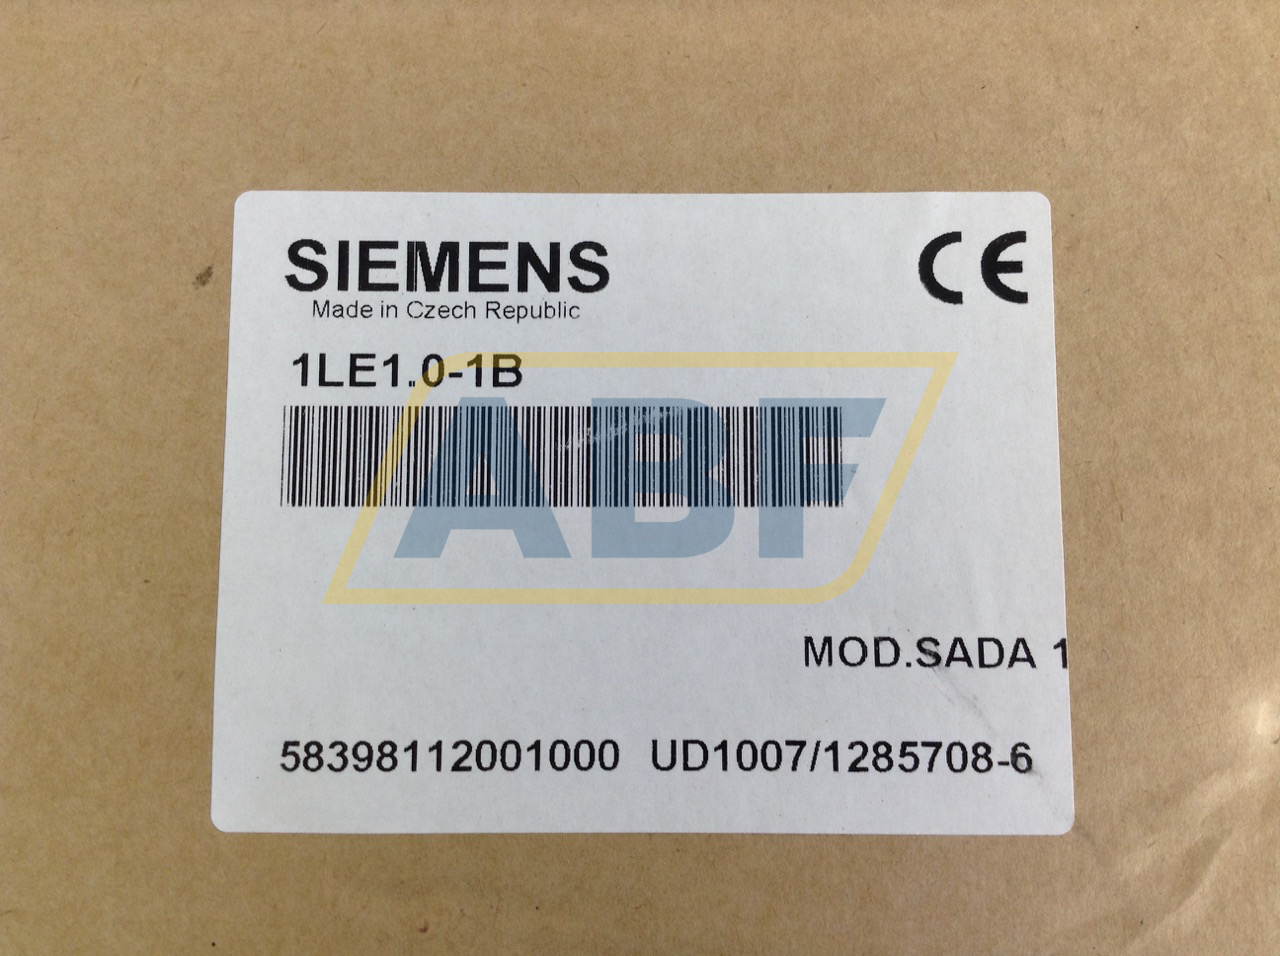 SIEMENS
CE
Made in Czech Republic
1LE1.0-1B
ABF
MOD.SADA 1
58398112001000 UD1007/1285708-6